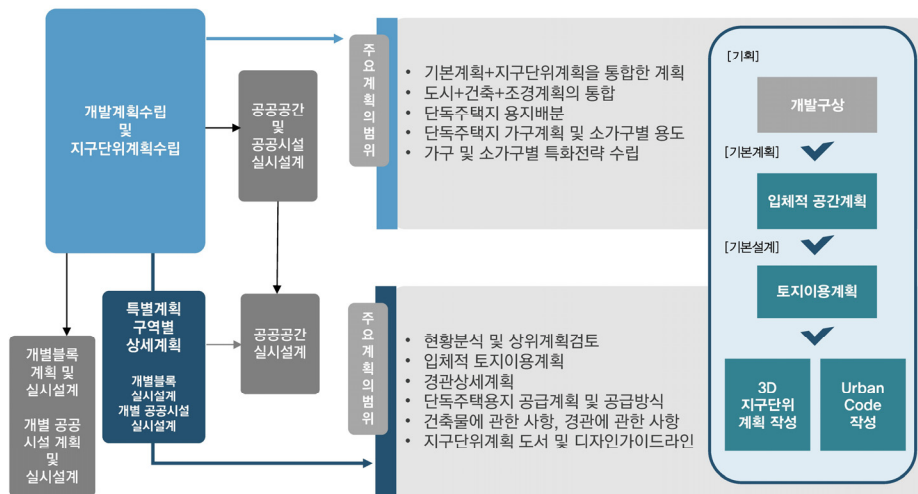 개발계획수립
및
지구단위계획수립
공공공간
및
공공시설
실시설계
특별계획
구역별
상세계획
개별블록
실시설계
개별 공공시설
실시설계
공공공간
실시설계
개별블록
계획 및
실시설계
개별 공공
시설 계획
및
실시설계
주요계획의범위
• 기본계획+지구단위계획을 통합한 계획
• 도시+건축+조경계획의 통합
• 단독주택지 용지배분
• 단독주택지 가구계획 및 소가구별 용도
• 가구 및 소가구별 특화전략 수립
주요계획의범위
• 현황분석 및 상위계획검토
• 입체적 토지이용계획
• 경관상세계획
• 단독주택용지 공급계획 및 공급방식
• 건축물에 관한 사항, 경관에 관한 사항
• 지구단위계획 도서 및 디자인가이드라인
[기획]
개발구상
[기본계획]
입체적 공간계획
[기본설계]
토지이용계획
3D
지구단위
계획 작성
Urban
Code
작성